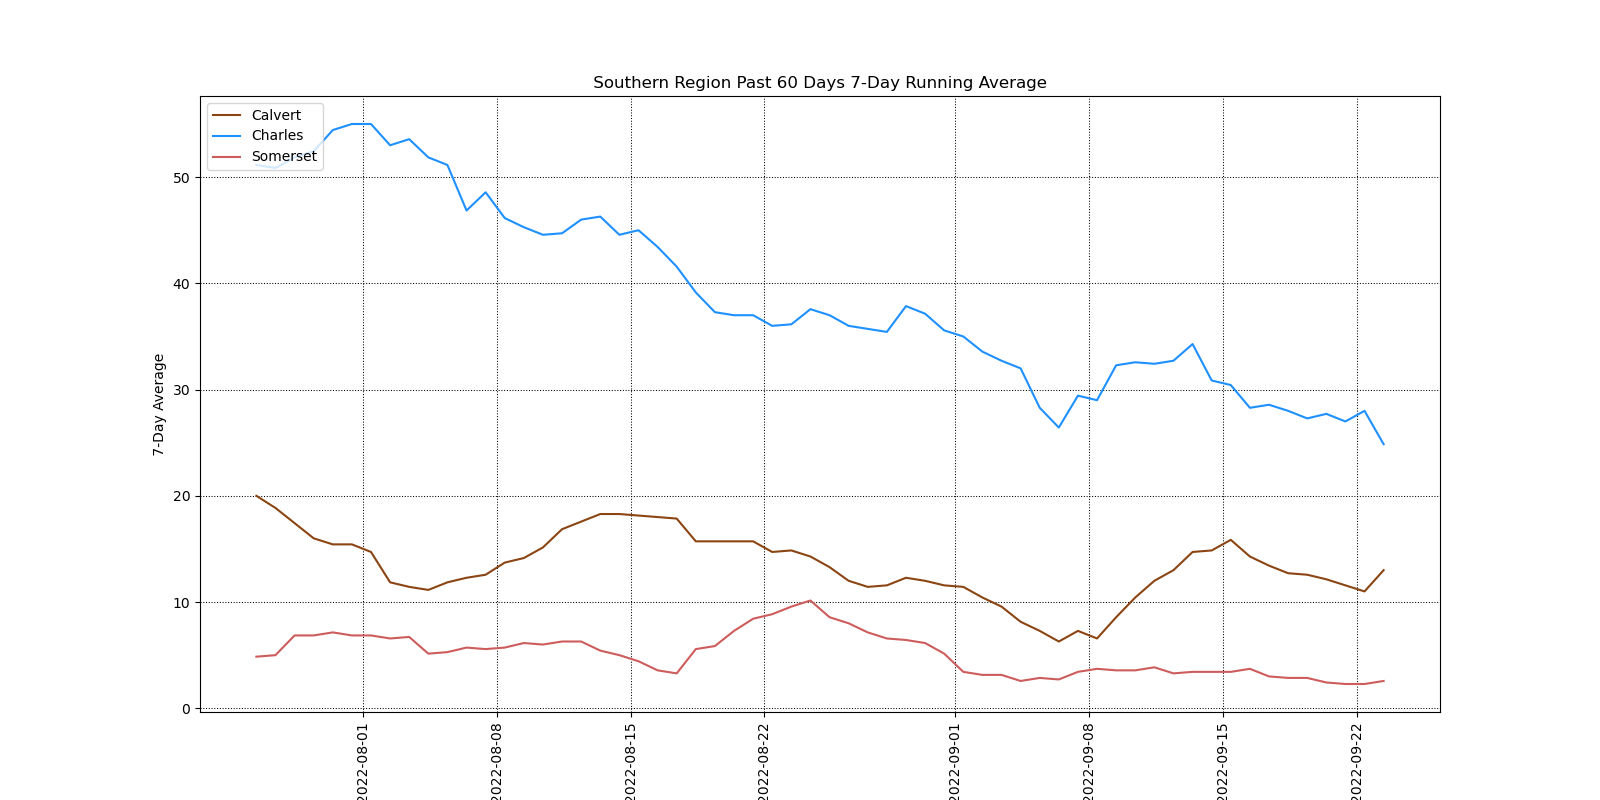 Southern Region Past 60 Days 7-Day Running Average
Calvert
Charles
Somerset
7-Day Average
50
40
30
20
10
0
2022-08-01
2022-08-08
2022-08-15
2022-08-22
2022-09-01
2022-09-08
2022-09-15
2022-09-22